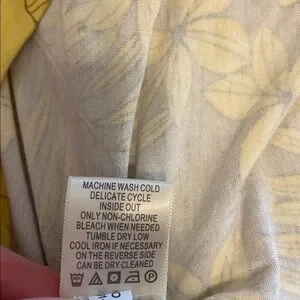 MACHINE WASH COLD
DELICATE CYCLE
INSIDE OUT
ONLY NON-CHLORINE
BLEACH WHEN NEEDED
TUMBLE DRY LOW
COOL IRON IF NECESSARY
ON THE REVERSE SIDE
CAN BE DRY CLEANED